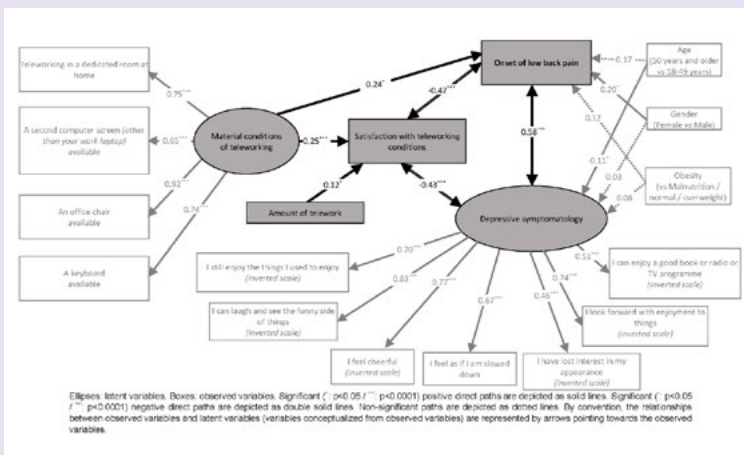 Teleworking in a dedicated room at
home
A second computer screen (other
than your work laptop)
available
An office chair
available
A keyboard
available
0.75***
0.65***
0.92***
0.74***
Material conditions
of teleworking
0.24*
0.25***
Satisfaction with teleworking
conditions
0.12*
Amount of telework
Onset of low back pain
-0.42***
0.58***
-0.43***
Depressive symptomatology
0.17
0.20*
0.12
-0.11*
0.03
0.08
Age
(50 years and older
vs 18-49 years)
Gender
(Female vs Male)
Obesity
(vs Malnutrition /
normal / overweight)
0.70***
0.83***
0.77***
0.67***
0.46***
0.74***
0.51***
I still enjoy the things I used to enjoy
(inverted scale)
I can laugh and see the funny side
of things
(inverted scale)
I feel cheerful
(inverted scale)
I feel as if I am slowed
down
I have lost interest in my
appearance
(inverted scale)
I look forward with enjoyment to
things
(inverted scale)
I can enjoy a good book or radio or
TV programme
(inverted scale)
Ellipses: latent variables. Boxes: observed variables. Significant (*: p<0.05 / ***: p<0.0001) positive direct paths are depicted as solid lines. Significant (*: p<0.05
/ ***: p<0.0001) negative direct paths are depicted as double solid lines. Non-significant paths are depicted as dotted lines. By convention, the relationships
between observed variables and latent variables (variables conceptualized from observed variables) are represented by arrows pointing towards the observed
variables.